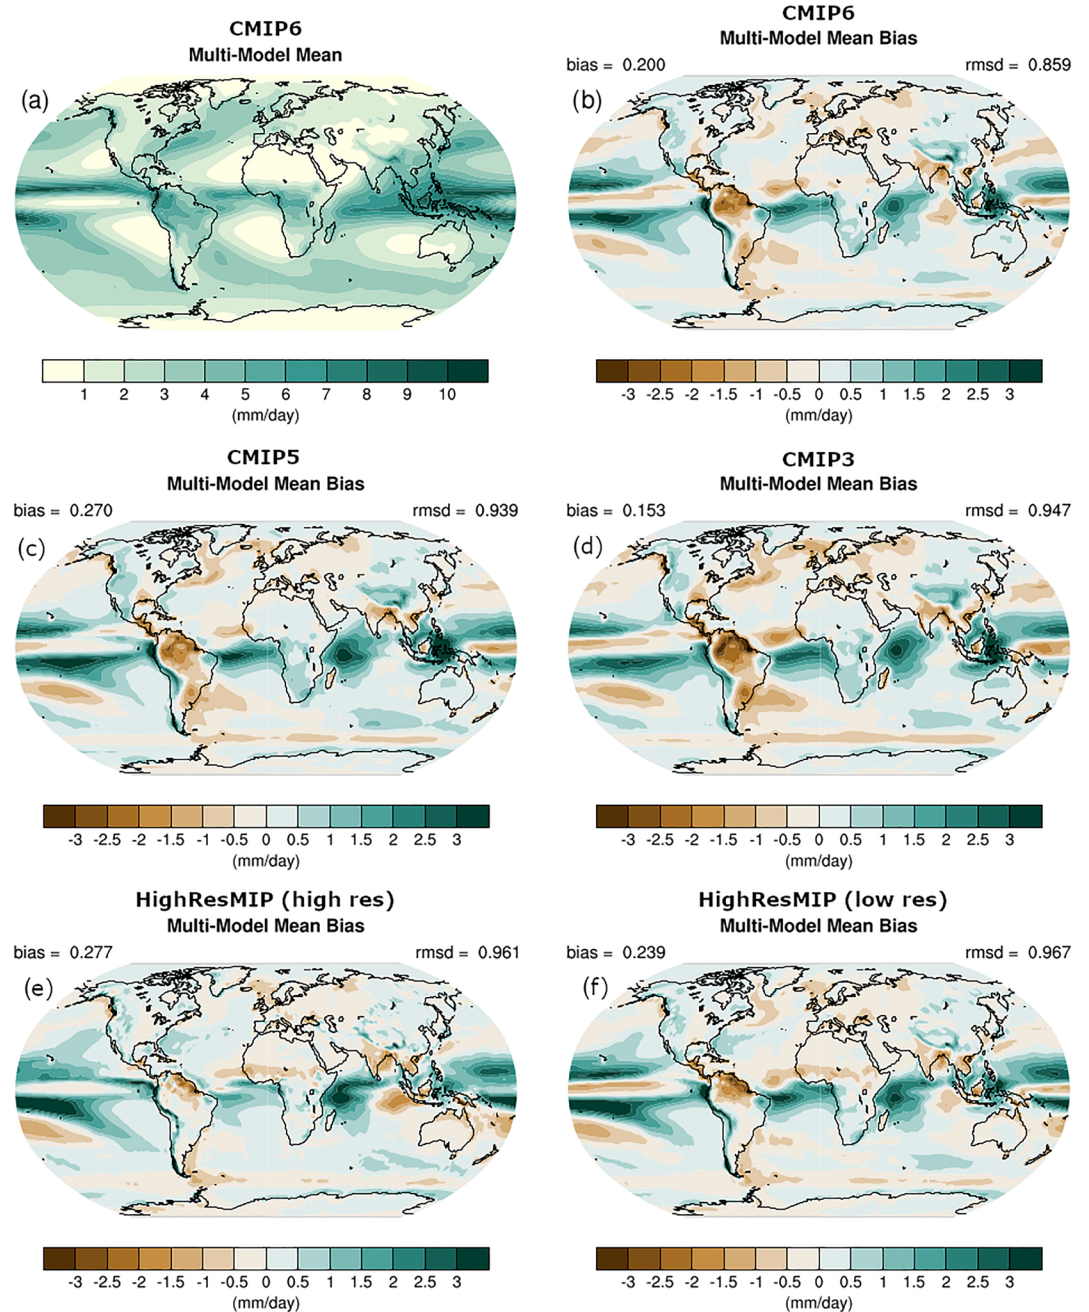 CMIP6
Multi-Model Mean
(a)
1 2 3 4 5 6 7 8 9 10
(mm/day)
CMIP6
Multi-Model Mean Bias
bias = 0.200 rmsd = 0.859
(b)
-3 -2.5 -2 -1.5 -1 -0.5 0 0.5 1 1.5 2 2.5 3
(mm/day)
CMIP5
Multi-Model Mean Bias
bias = 0.270 rmsd = 0.939
(c)
-3 -2.5 -2 -1.5 -1 -0.5 0 0.5 1 1.5 2 2.5 3
(mm/day)
CMIP3
Multi-Model Mean Bias
bias = 0.153 rmsd = 0.947
(d)
-3 -2.5 -2 -1.5 -1 -0.5 0 0.5 1 1.5 2 2.5 3
(mm/day)
HighResMIP (high res)
Multi-Model Mean Bias
bias = 0.277 rmsd = 0.961
(e)
-3 -2.5 -2 -1.5 -1 -0.5 0 0.5 1 1.5 2 2.5 3
(mm/day)
HighResMIP (low res)
Multi-Model Mean Bias
bias = 0.239 rmsd = 0.967
(f)
-3 -2.5 -2 -1.5 -1 -0.5 0 0.5 1 1.5 2 2.5 3
(mm/day)